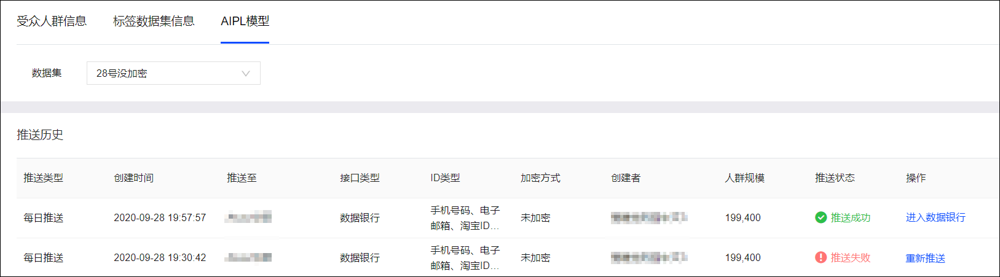 受众人群信息 标签数据集信息 AIPL模型
数据集 28号没加密
推送历史
推送类型 创建时间 推送至 接口类型 ID类型 加密方式 创建者 人群规模 推送状态 操作
每日推送 2020-09-28 19:57:57 数据银行 手机号码、电子 未加密 199,400 推送成功 进入数据银行
邮箱、淘宝ID...
每日推送 2020-09-28 19:30:42 数据银行 手机号码、电子 未加密 199,400 推送失败 重新推送
邮箱、淘宝ID...